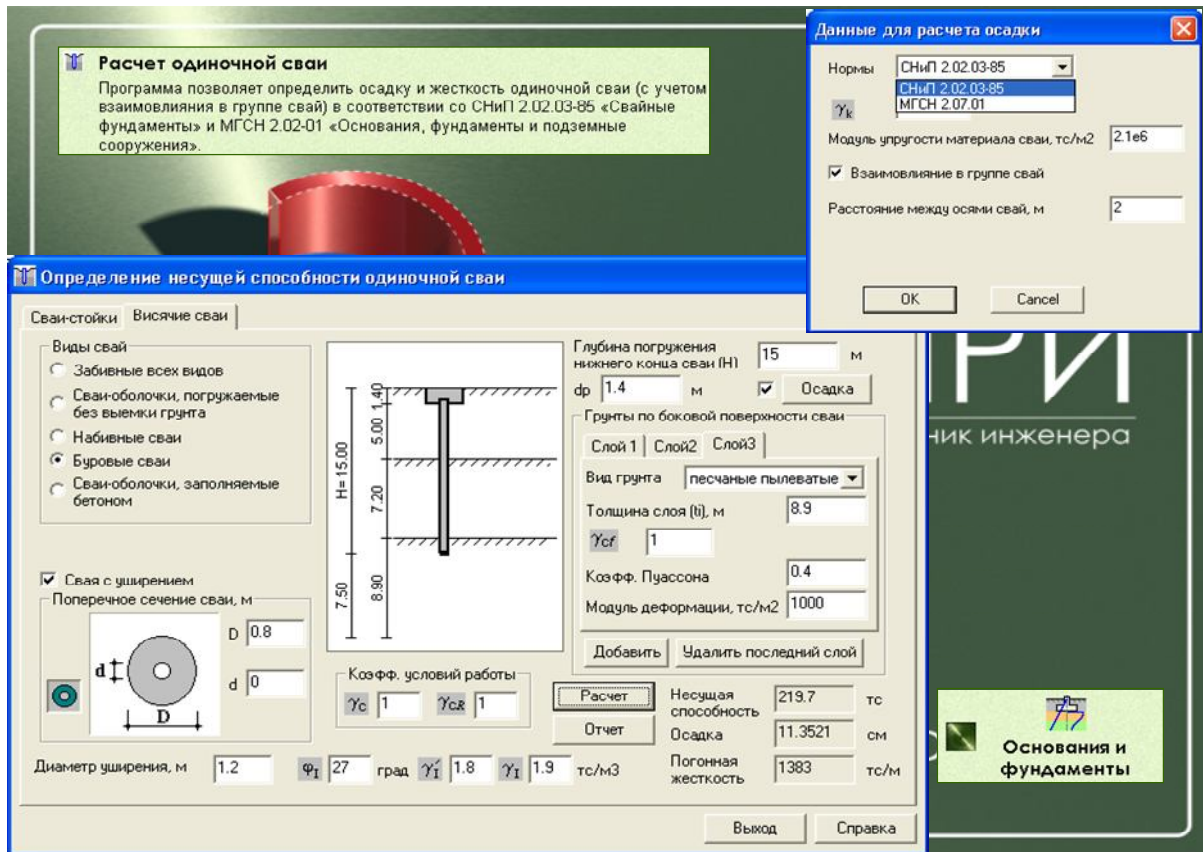 Расчет одиночной сваи
Программа позволяет определить осадку и жесткость одиночной сваи (с учетом
взаимовлияния в группе свай) в соответствии со СНиП 2.02.03-85 «Свайные
фундаменты» и МГСН 2.02-01 «Основания, фундаменты и подземные
сооружения».
Данные для расчета осадки
Нормы СНиП 2.02.03-85
СНиП 2.02.03-85
МГСН 2.07.01
γk
Модуль упругости материала сваи, тс/м2 2.1e6
Взаимовлияние в группе свай
Расстояние между осями свай, м 2
OK Cancel
Определение несущей способности одиночной сваи
Сваи-стойки Висячие сваи
Виды свай
Забивные всех видов
Сваи-оболочки, погружаемые
без выемки грунта
Набивные сваи
Буровые сваи
Сваи-оболочки, заполняемые
бетоном
Свая с уширением
Поперечное сечение сваи, м
D 0.8
d
d 0
D
H=15.00
7.50
1.40
5.00
7.20
8.90
Коэфф. условий работы
γc 1 γcR 1
Глубина погружения
нижнего конца сваи (H) 15 м
dp 1.4 м Осадка
Грунты по боковой поверхности сваи
Слой 1 Слой2 Слой3
Вид грунта песчаные пылеватые
Толщина слоя (ti), м 8.9
γcf 1
Коэфф. Пуассона 0.4
Модуль деформации, тс/м2 1000
Добавить Удалить последний слой
Расчет
Отчет
Несущая
способность 219.7 тс
Осадка 11.3521 см
Погонная
жесткость 1383 тс/м
Диаметр уширения, м 1.2 φI 27 град γ'I 1.8 γI 1.9 тс/м3
Выход Справка
РИ
ник инженера
Основания и
фундаменты